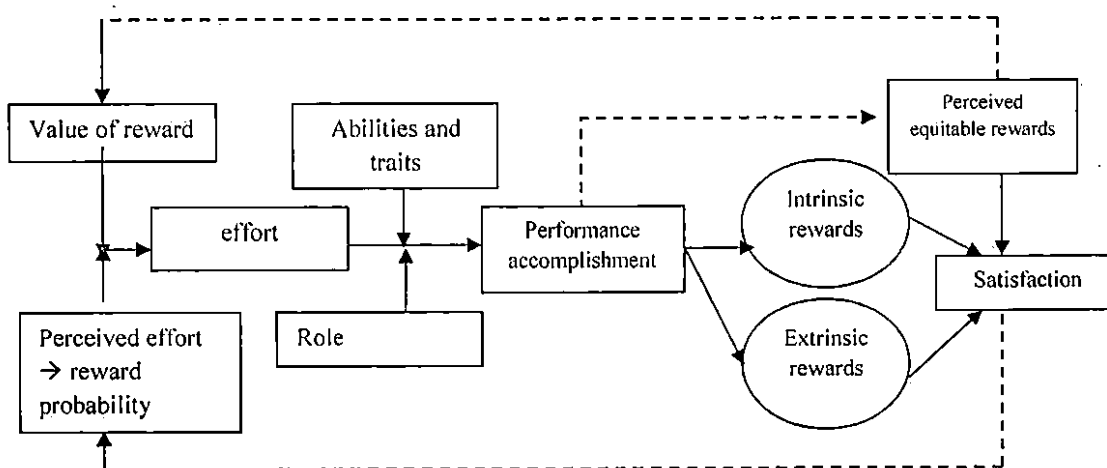 Value of reward
Abilities and
traits
Perceived
equitable rewards
effort
Performance
accomplishment
Intrinsic
rewards
Satisfaction
Perceived effort
→ reward
probability
Role
Extrinsic
rewards